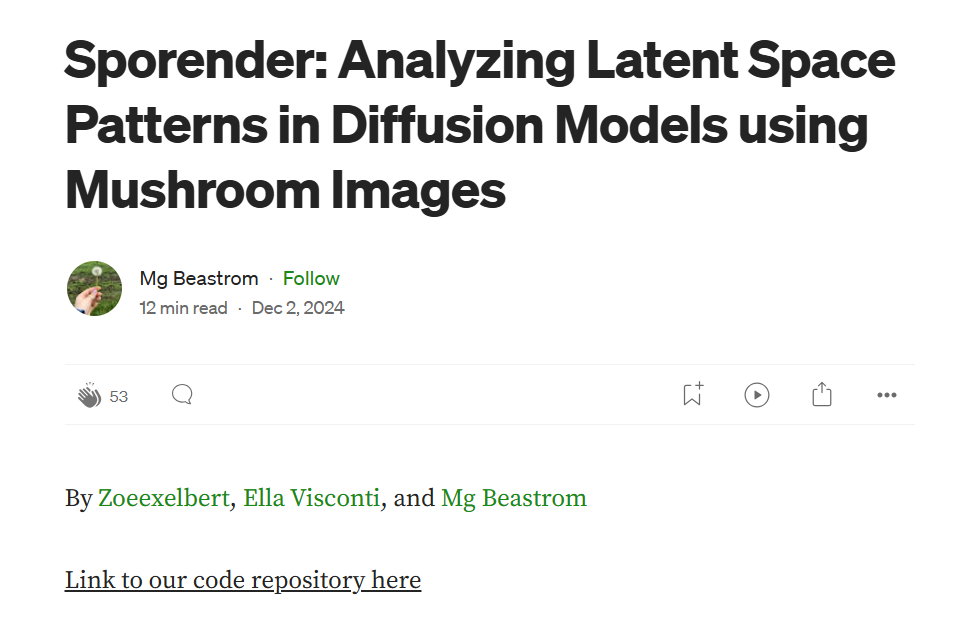 Sporender: Analyzing Latent Space
Patterns in Diffusion Models using
Mushroom Images
Mg Beastrom · Follow
12 min read · Dec 2, 2024
53
By Zoeexelbert, Ella Visconti, and Mg Beastrom
Link to our code repository here